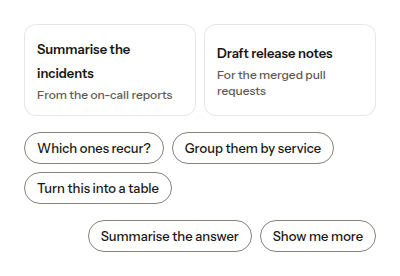 Summarise the
incidents
From the on-call reports
Draft release notes
For the merged pull
requests
Which ones recur?
Group them by service
Turn this into a table
Summarise the answer
Show me more